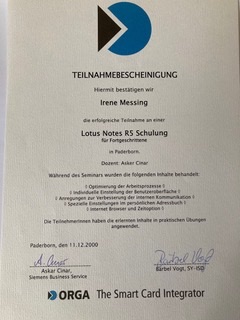 TEILNAHMEBESCHEINIGUNG
Hiermit bestätigen wir
Irene Messing
die erfolgreiche Teilnahme an einer
Lotus Notes R5 Schulung
für Fortgeschrittene
in Paderborn.
Dozent: Asker Cinar
Während des Seminars wurden die folgenden Inhalte behandelt:
Optimierung der Arbeitsprozesse
Individuelle Einstellung der Benutzeroberfläche
Anregungen zur Verbesserung der internen Kommunikation
Spezielle Einstellungen im persönlichen Adressbuch
Internet Browser und Zeitoption
Die TeilnehmerInnen haben die erlernten Inhalte in praktischen Übungen
angewendet.
Paderborn, den 11.12.2000
Askar Cinar,
Siemens Business Service
Bärbel Vogt, SY-ISO
ORGA The Smart Card Integrator